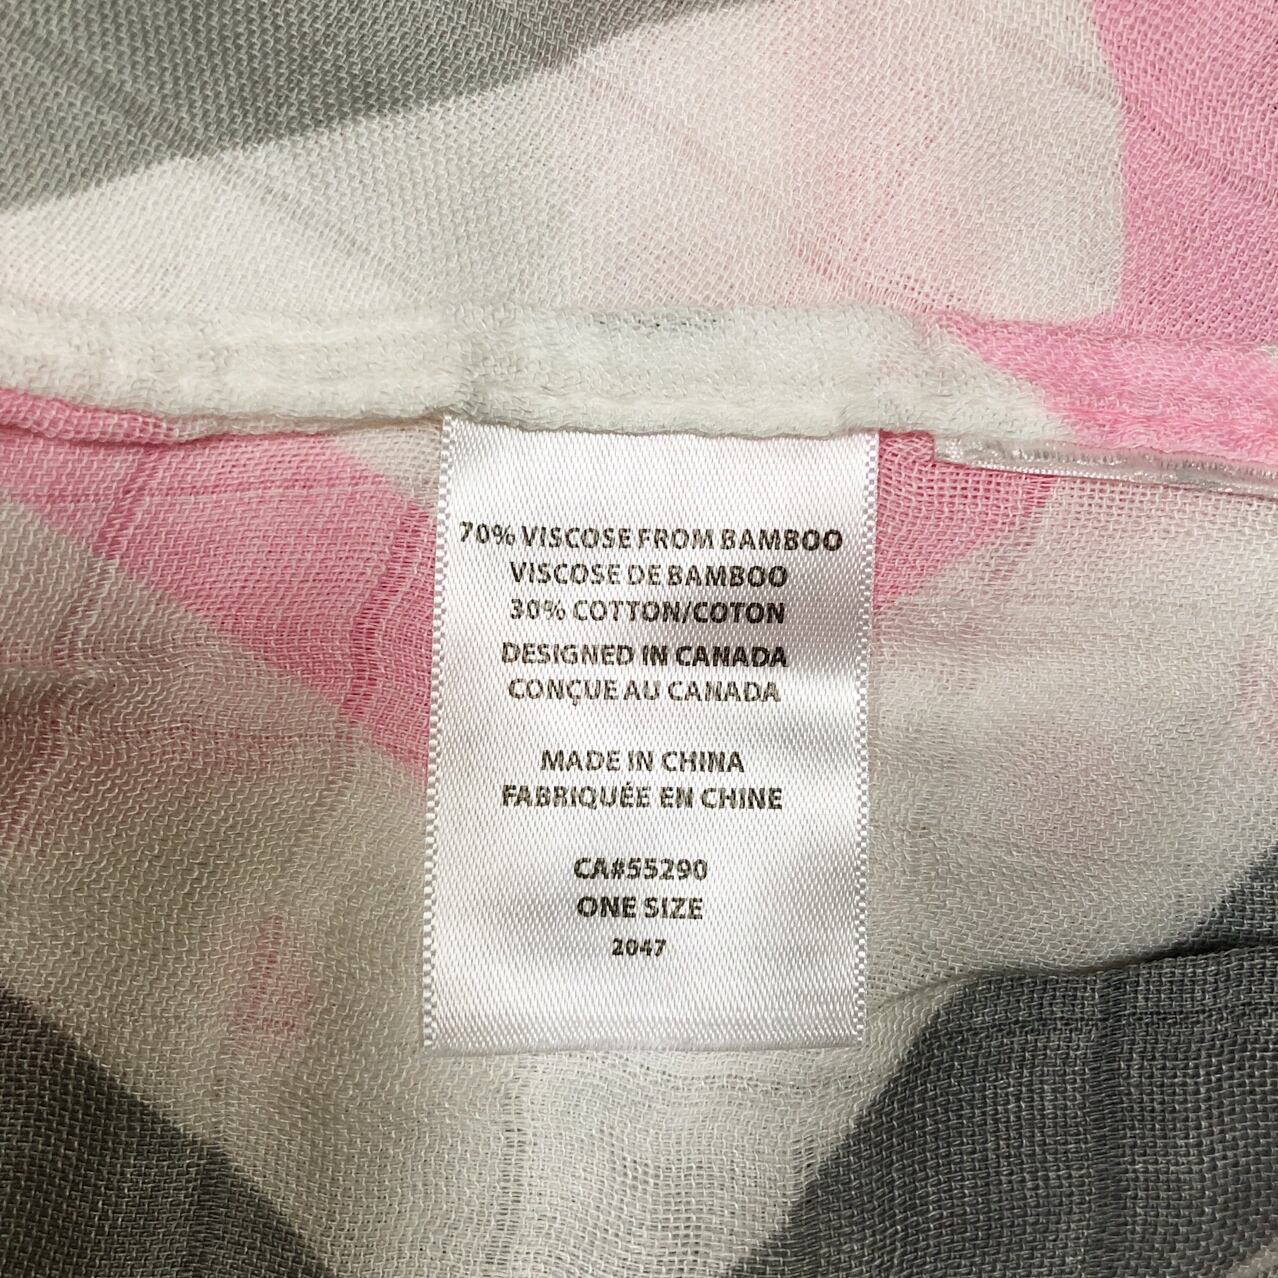 70% VISCOSE FROM BAMBOO
VISCOSE DE BAMBOO
30% COTTON/COTON
DESIGNED IN CANADA
CONÇUE AU CANADA
MADE IN CHINA
FABRIQUÉE EN CHINE
CA#55290
ONE SIZE
2047